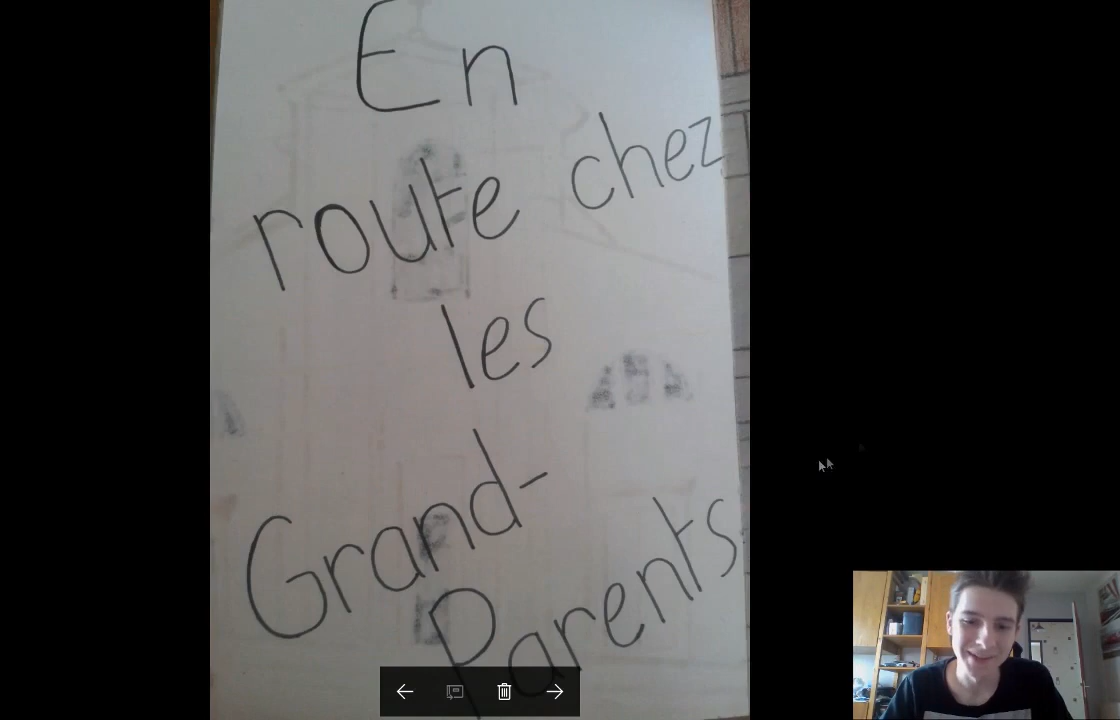 En
route chez
les
Grand-
Parents